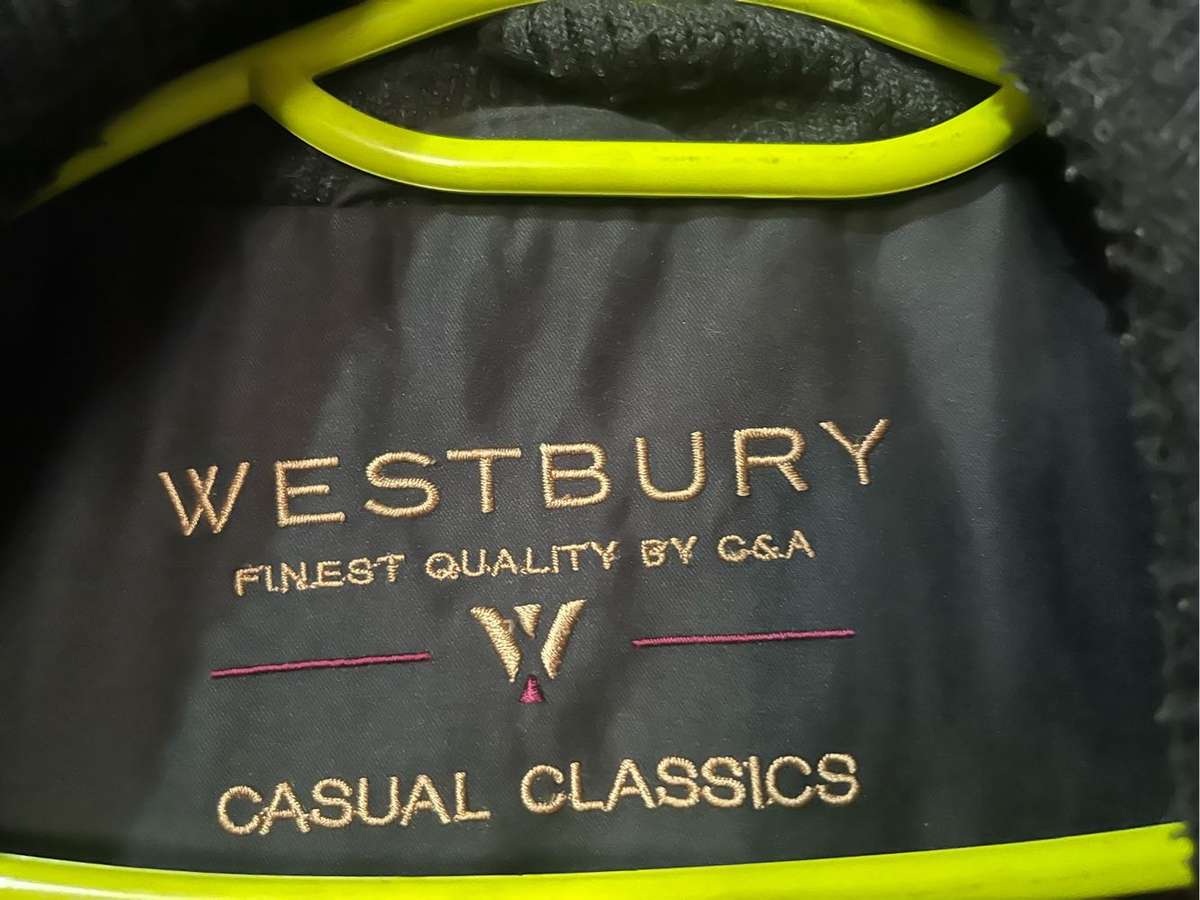 WESTBURY
FINEST QUALITY BY C&A
CASUAL CLASSICS